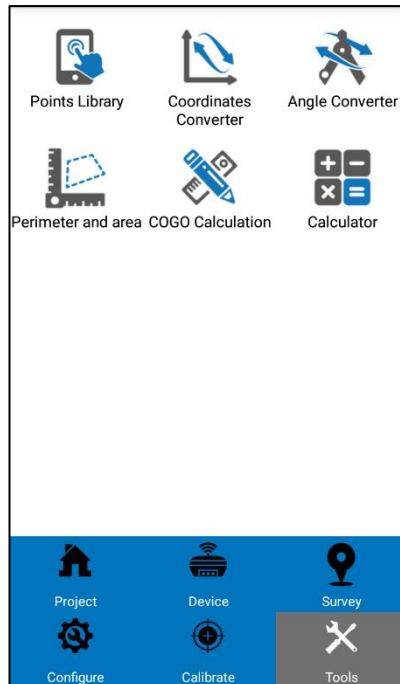 Points Library
Coordinates
Converter
Angle Converter
Perimeter and area
COGO Calculation
Calculator
Project
Device
Survey
Configure
Calibrate
Tools